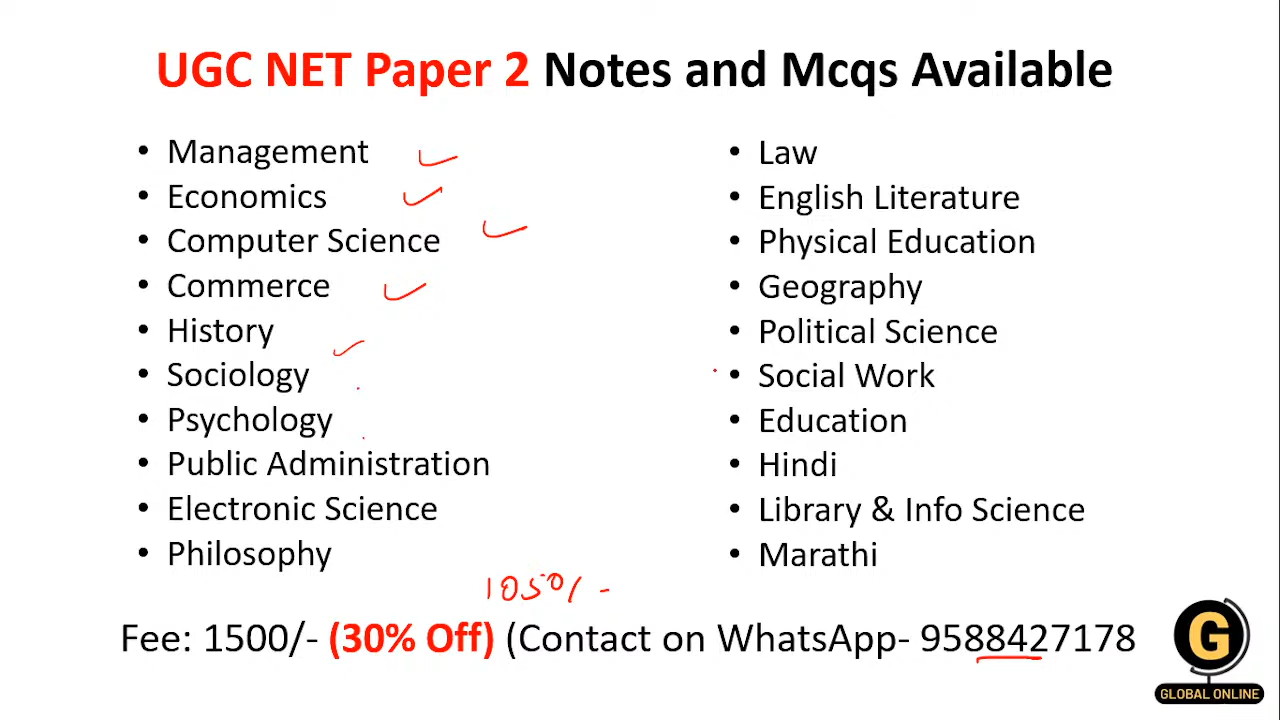 UGC NET Paper 2 Notes and Mcqs Available
• Management
• Economics
• Computer Science
• Commerce
• History
• Sociology
• Psychology
• Public Administration
• Electronic Science
• Philosophy
• Law
• English Literature
• Physical Education
• Geography
• Political Science
• Social Work
• Education
• Hindi
• Library & Info Science
• Marathi
1050/-
Fee: 1500/- (30% Off) (Contact on WhatsApp- 9588427178
G
GLOBAL ONLINE